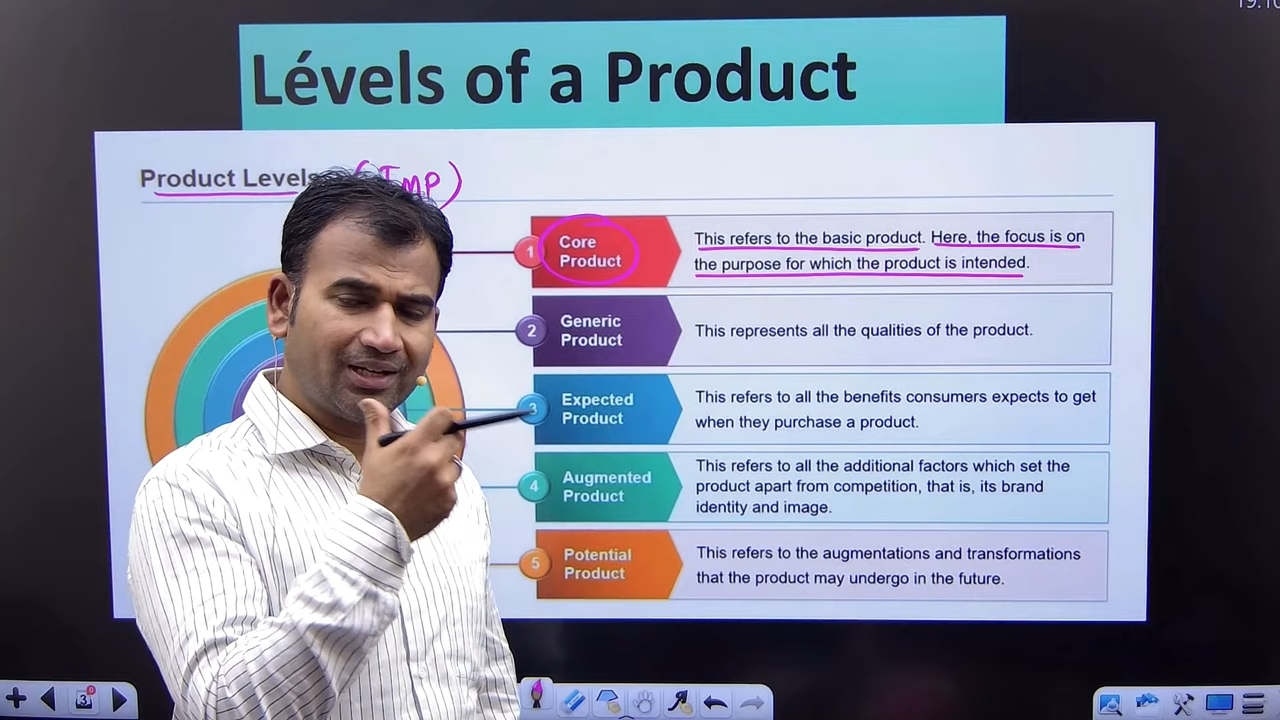 19:10
Lévels of a Product
Product Levels (Imp)
1
Core
Product
This refers to the basic product. Here, the focus is on
the purpose for which the product is intended.
2
Generic
Product
This represents all the qualities of the product.
3
Expected
Product
This refers to all the benefits consumers expects to get
when they purchase a product.
4
Augmented
Product
This refers to all the additional factors which set the
product apart from competition, that is, its brand
identity and image.
5
Potential
Product
This refers to the augmentations and transformations
that the product may undergo in the future.
3